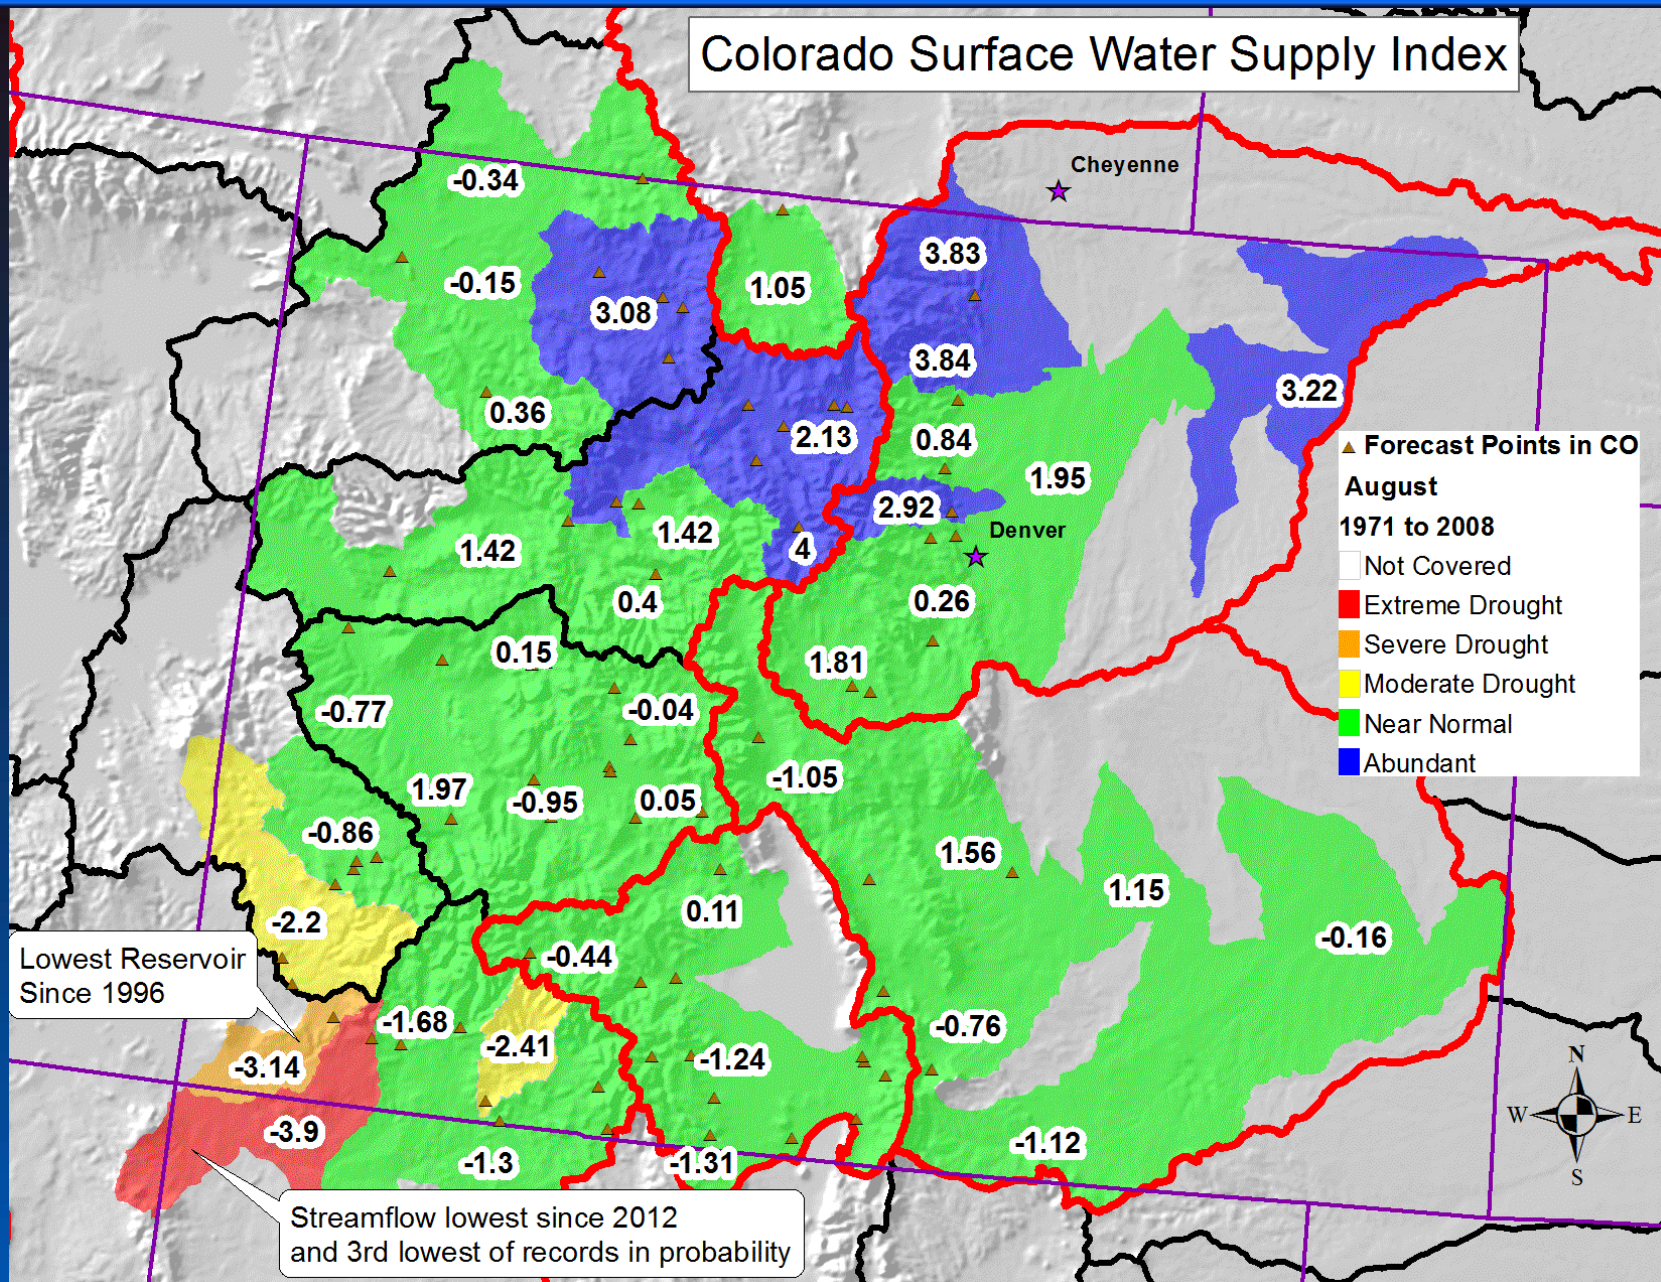 Colorado Surface Water Supply Index
Cheyenne
-0.34
3.83
-0.15
1.05
3.08
3.84
3.22
0.36
2.13
0.84
Forecast Points in CO
August
1971 to 2008
Not Covered
Extreme Drought
Severe Drought
Moderate Drought
Near Normal
Abundant
1.95
2.92
Denver
1.42
1.42
4
0.4
0.26
0.15
1.81
-0.77
-0.04
1.97
-0.95
0.05
-1.05
-0.86
1.56
1.15
0.11
-2.2
-0.16
-0.44
Lowest Reservoir
Since 1996
-1.68
-0.76
-2.41
-1.24
-3.14
-3.9
-1.3
-1.31
-1.12
N
W
E
S
Streamflow lowest since 2012
and 3rd lowest of records in probability